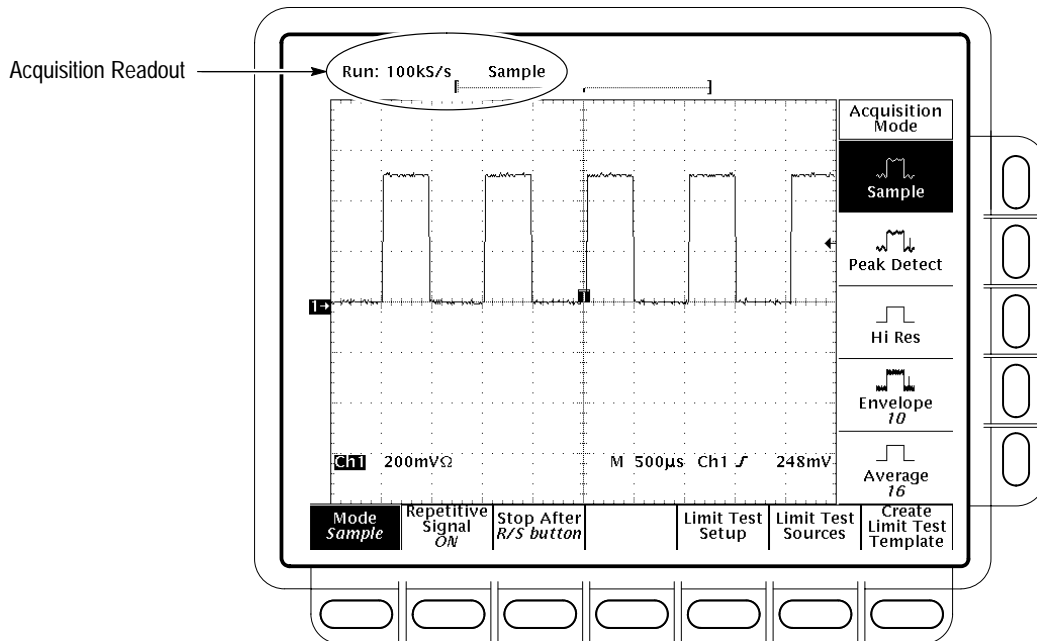 Acquisition Readout
Run: 100kS/s Sample
Acquisition
Mode
Sample
Peak Detect
Hi Res
Envelope
10
Average
16
T
1→
Ch1 200mVΩ M 500µs Ch1 248mV
Mode
Sample
Repetitive
Signal
ON
Stop After
R/S button
Limit Test
Setup
Limit Test
Sources
Create
Limit Test
Template